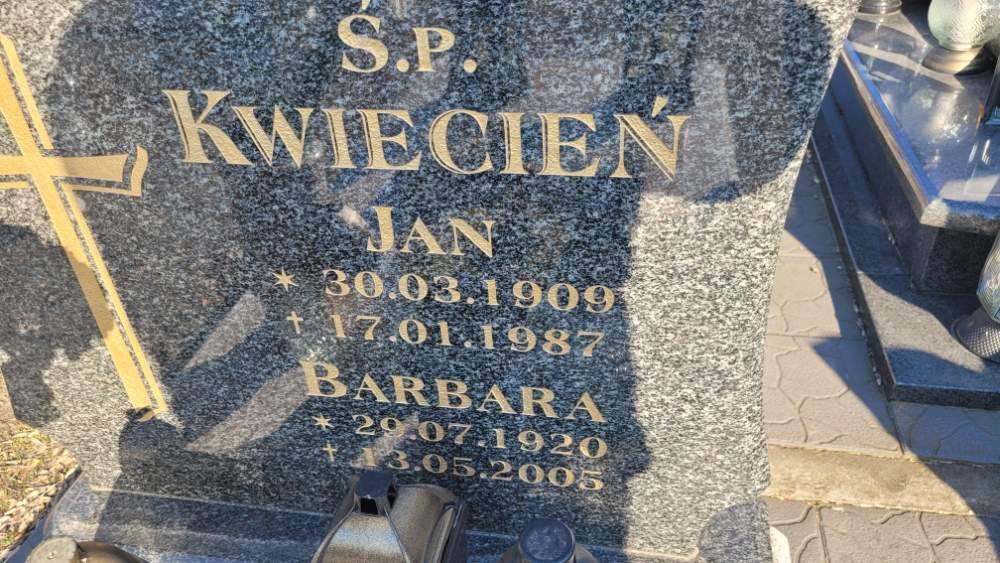 Ś.P.
KWIECIEŃ
JAN
* 30.03.1909
† 17.01.1987
BARBARA
* 29.07.1920
† 13.05.2005